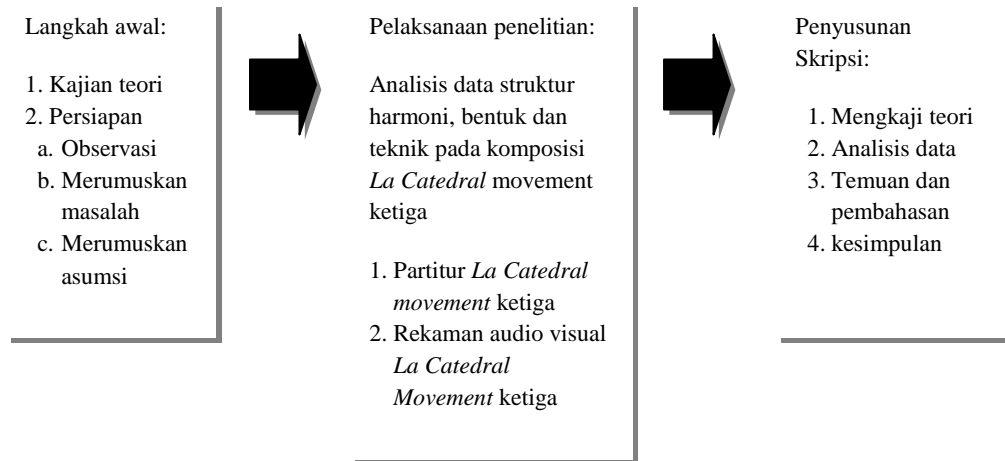 Langkah awal:
1. Kajian teori
2. Persiapan
a. Observasi
b. Merumuskan
masalah
c. Merumuskan
asumsi
Pelaksanaan penelitian:
Analisis data struktur
harmoni, bentuk dan
teknik pada komposisi
La Catedral movement
ketiga
1. Partitur La Catedral
movement ketiga
2. Rekaman audio visual
La Catedral
Movement ketiga
Penyusunan
Skripsi:
1. Mengkaji teori
2. Analisis data
3. Temuan dan
pembahasan
4. kesimpulan